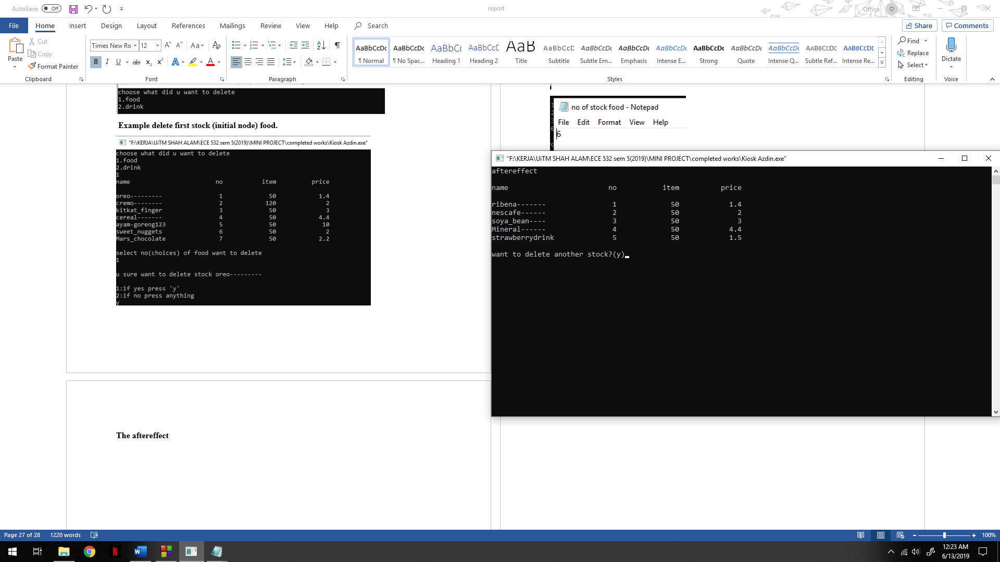 AutoSave Off
report
Office O
File Home Insert Design Layout References Mailings Review View Help Search
Share Comments
Paste
Cut
Copy
Format Painter
Clipboard
Times New Ro 12
Font
Paragraph
AaBbCcDc AaBbCcDc AaBbCc AaBbCcD AaB AaBbCcD AaBbCcDc AaBbCcDc AaBbCcDc AaBbCcDc AaBbCcDc AaBbCcDc AABBCCDE AABBCCDE
¶ Normal ¶ No Spac... Heading 1 Heading 2 Title Subtitle Subtle Em... Emphasis Intense E... Strong Quote Intense Q... Subtle Ref... Intense Re...
Styles
Find
Replace
Select
Editing
Dictate
Voice
choose what did u want to delete
1.food
2.drink
Example delete first stock (initial node) food.
"F:\KERJA\UiTM SHAH ALAM\ECE 532 sem 5(2019)\MINI PROJECT\completed works\Kiosk Azdin.exe"
choose what did u want to delete
1.food
2.drink
1
name no item price
oreo--------- 1 50 1.4
cremo-------- 2 120 2
kitkat_finger 3 50 3
cereal------- 4 50 4.4
ayam-goreng123 5 50 10
sweet_nuggets 6 50 2
Mars_chocolate 7 50 2.2
select no(choices) of food want to delete
1
u sure want to delete stock oreo---------
1:if yes press 'y'
2:if no press anything
y
The aftereffect
no of stock food - Notepad
File Edit Format View Help
6
"F:\KERJA\UiTM SHAH ALAM\ECE 532 sem 5(2019)\MINI PROJECT\completed works\Kiosk Azdin.exe"
aftereffect
name no item price
ribena------- 1 50 1.4
nescafe------ 2 50 2
soya_bean---- 3 50 3
Mineral------ 4 50 4.4
strawberrydrink 5 50 1.5
want to delete another stock?(y)
Page 27 of 28 1220 words
100%
12:23 AM
6/13/2019